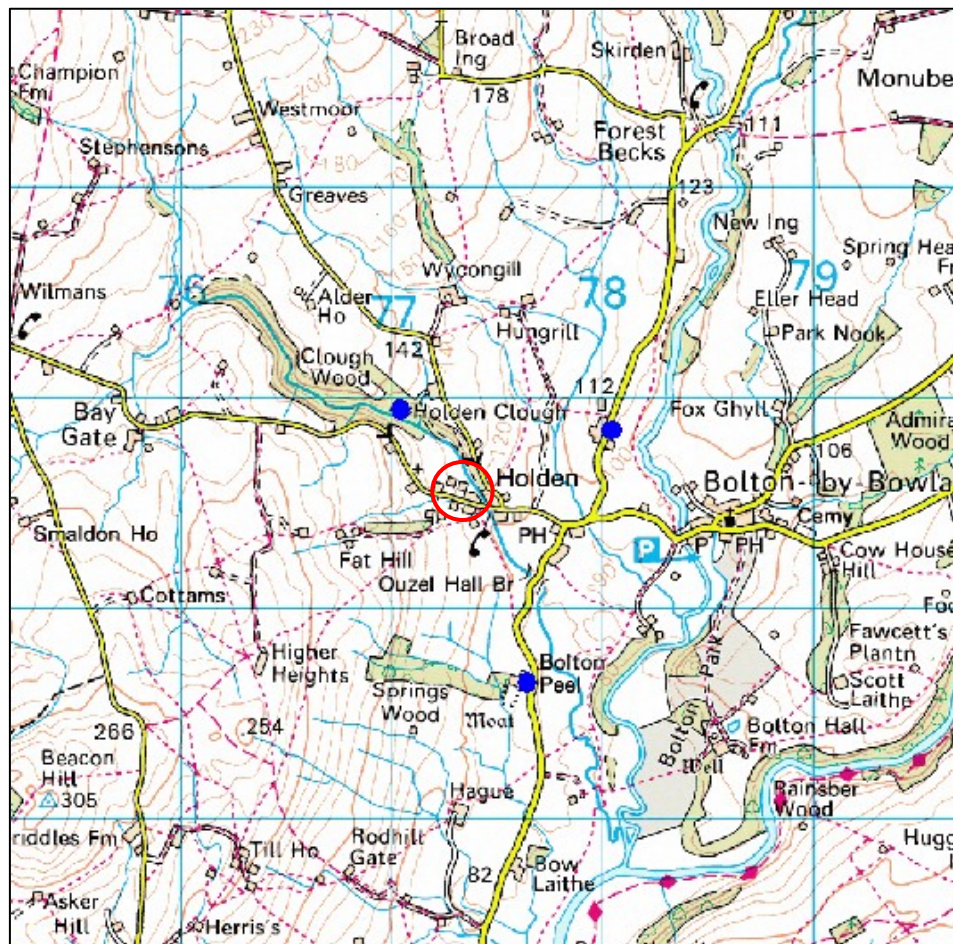 Broad
Ing
Skirden
Champion
Fm
Monube
178
Westmoor
Forest
Becks
111
Stephensons
Greaves
123
New Ing
Spring Hea
76
77
78
79
Wycongill
Wilmans
Alder
Ho
Hungrill
Eller Head
Park Nook
142
Clough
Wood
112
Bay
Gate
Holden Clough
Fox Ghyll
Admira
Wood
106
Holden
Bolton-by-Bowla
Cemy
PH
P
P
PH
Smaldon Ho
Fat Hill
Cow House
Hill
Ouzel Hall Br
Cottams
Fawcett's
Plantn
Higher
Heights
Bolton
Peel
Springs
Wood
Moat
Scott
Laithe
Bolton
Park
266
254
Bolton Hall
Fm
Well
Beacon
Hill
305
Rainsber
Wood
Hague
riddles Fm
Till Ho
Rodhill
Gate
Bow
Laithe
82
Hugg
Asker
Hill
Herris's